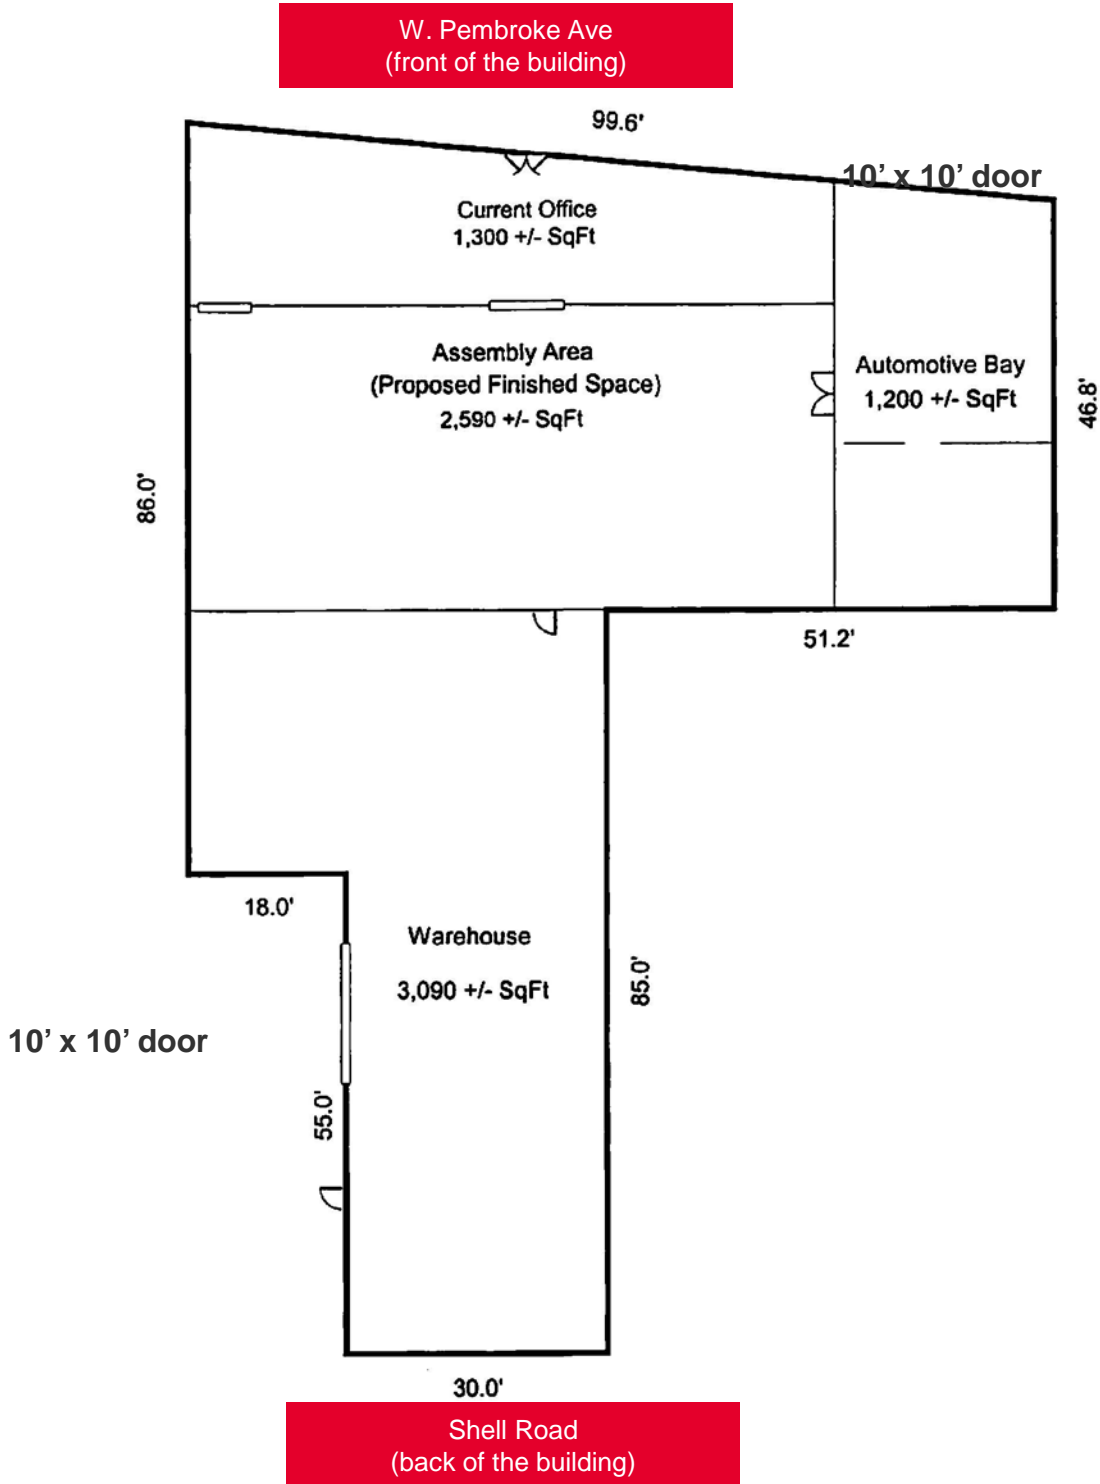 W. Pembroke Ave
(front of the building)
99.6'
10’ x 10’ door
Current Office
1,300 +/- SqFt
Assembly Area
(Proposed Finished Space)
2,590 +/- SqFt
Automotive Bay
1,200 +/- SqFt
46.8'
86.0'
51.2'
18.0'
Warehouse
3,090 +/- SqFt
85.0'
10’ x 10’ door
55.0'
30.0'
Shell Road
(back of the building)